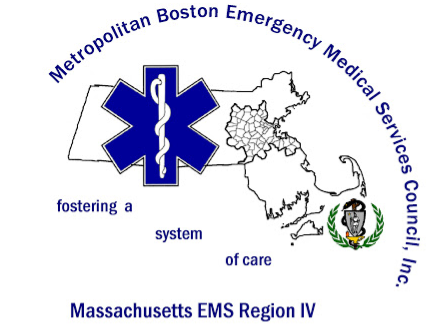 Metropolitan Boston Emergency Medical Services Council, Inc.
fostering a
system
of care
Massachusetts EMS Region IV